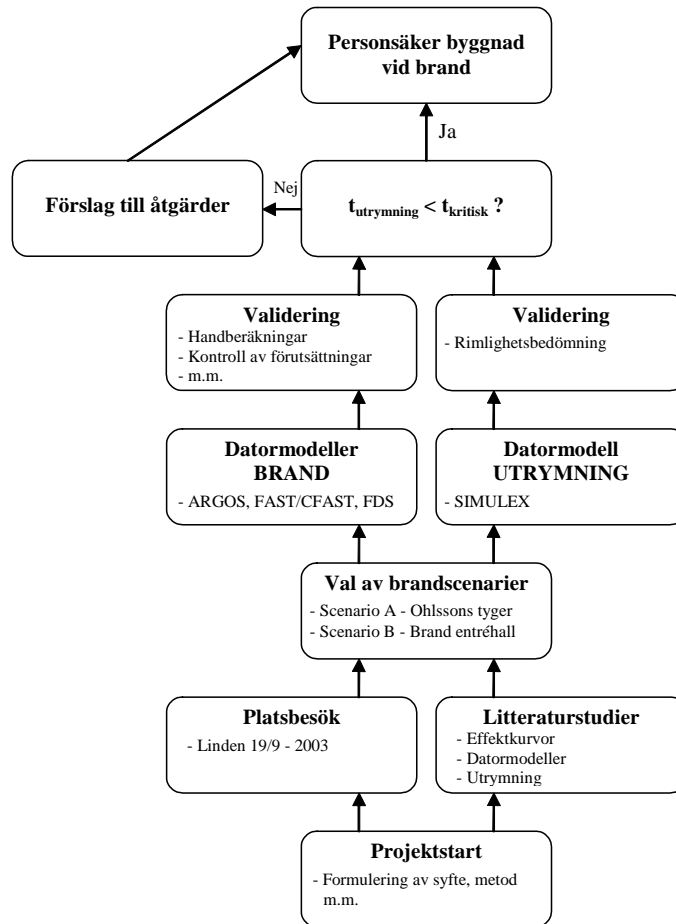 Personsäker byggnad
vid brand
Ja
Nej
Förslag till åtgärder
t_utrymning < t_kritisk ?
Validering
- Handberäkningar
- Kontroll av förutsättningar
- m.m.
Validering
- Rimlighetsbedömning
Datormodeller
BRAND
- ARGOS, FAST/CFAST, FDS
Datormodell
UTRYMNING
- SIMULEX
Val av brandscenarier
- Scenario A - Ohlssons tyger
- Scenario B - Brand entréhall
Platsbesök
- Linden 19/9 - 2003
Litteraturstudier
- Effektkurvor
- Datormodeller
- Utrymning
Projektstart
- Formulering av syfte, metod
m.m.